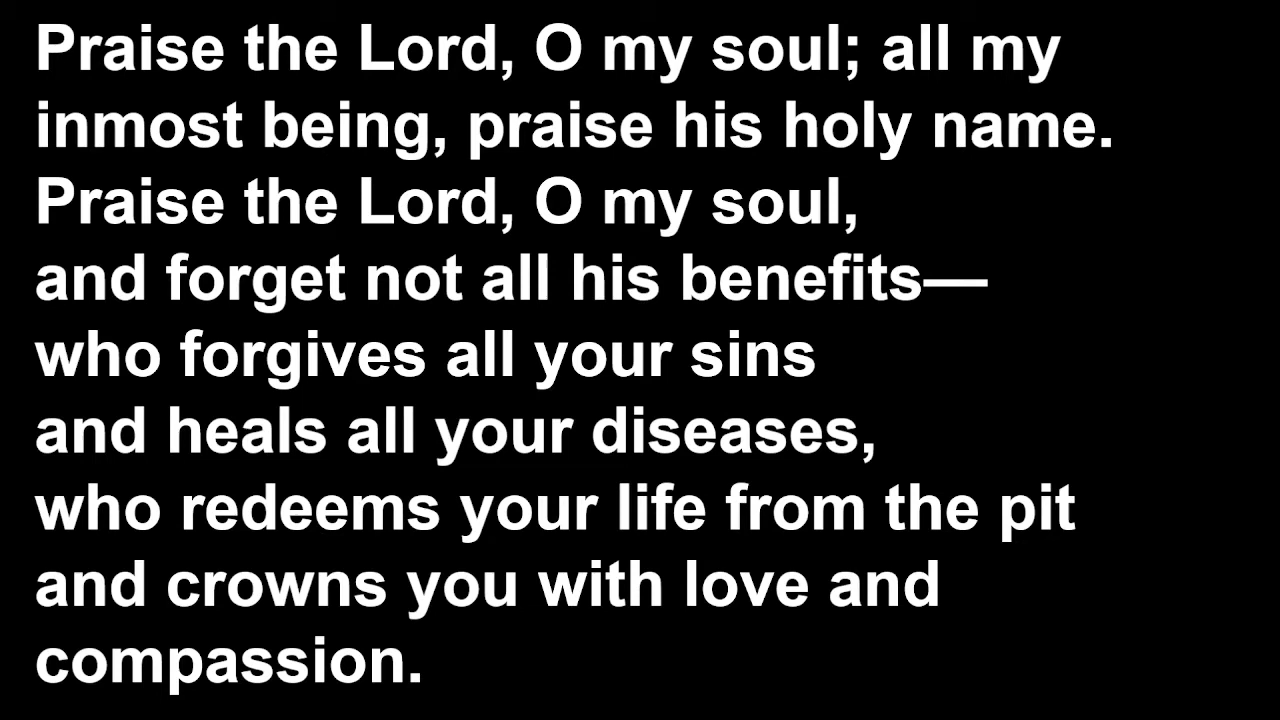 Praise the Lord, O my soul; all my
inmost being, praise his holy name.
Praise the Lord, O my soul,
and forget not all his benefits—
who forgives all your sins
and heals all your diseases,
who redeems your life from the pit
and crowns you with love and
compassion.